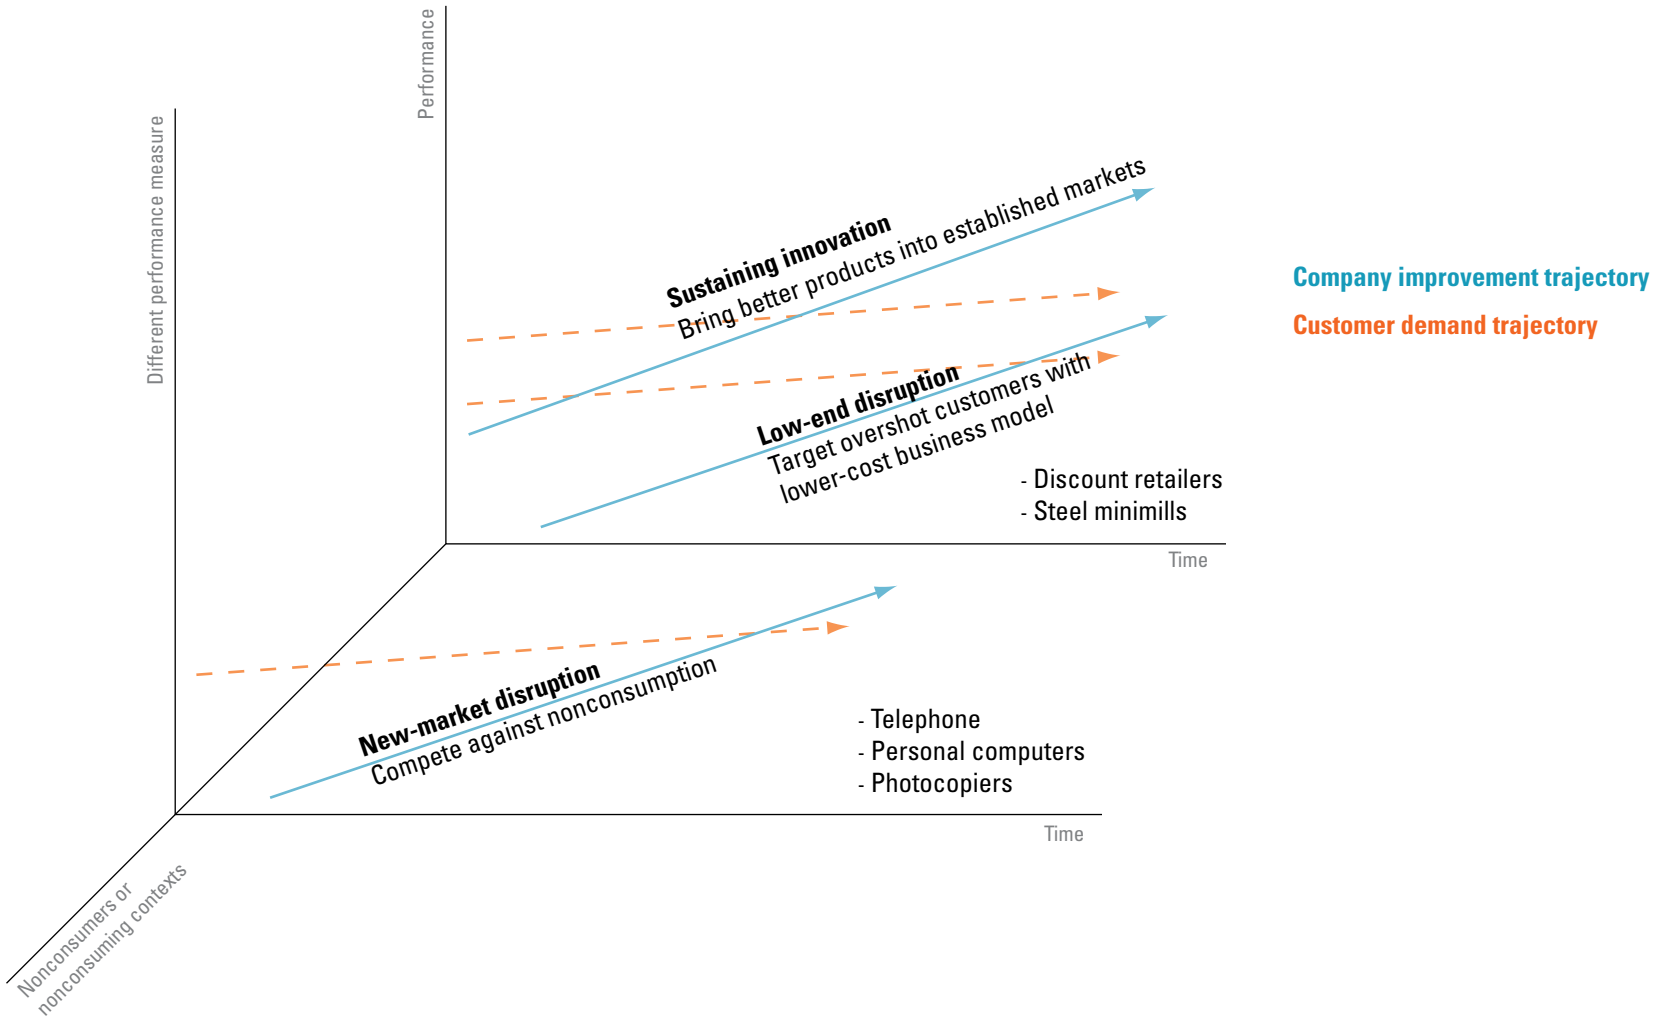 Performance
Different performance measure
Sustaining innovation
Bring better products into established markets
Company improvement trajectory
Customer demand trajectory
Low-end disruption
Target overshot customers with
lower-cost business model
- Discount retailers
- Steel minimills
Time
New-market disruption
Compete against nonconsumption
- Telephone
- Personal computers
- Photocopiers
Time
Nonconsumers or
nonconsuming contexts